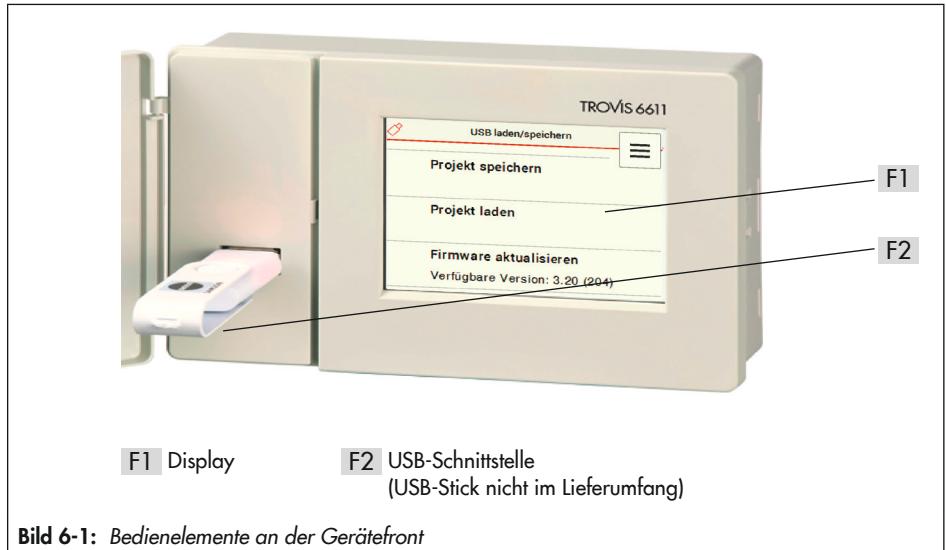 TROVIS 6611
USB laden/speichern
Projekt speichern
Projekt laden
Firmware aktualisieren
Verfügbare Version: 3.20 (204)
F1
F2
F1 Display
F2 USB-Schnittstelle
(USB-Stick nicht im Lieferumfang)
Bild 6-1: Bedienelemente an der Gerätefront